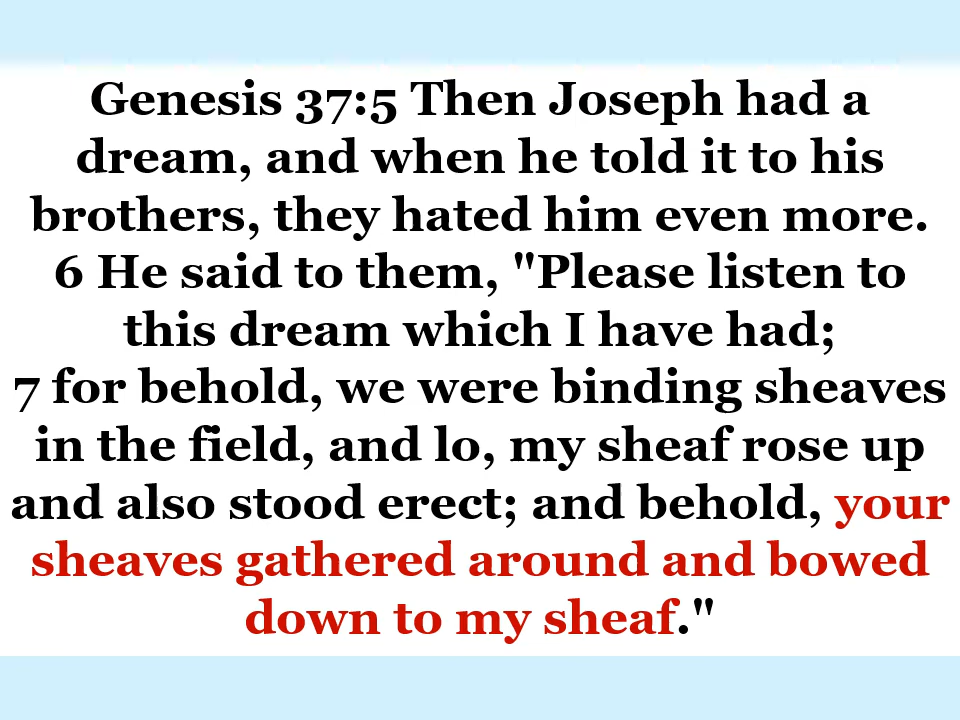 Genesis 37:5 Then Joseph had a
dream, and when he told it to his
brothers, they hated him even more.
6 He said to them, "Please listen to
this dream which I have had;
7 for behold, we were binding sheaves
in the field, and lo, my sheaf rose up
and also stood erect; and behold, your
sheaves gathered around and bowed
down to my sheaf."